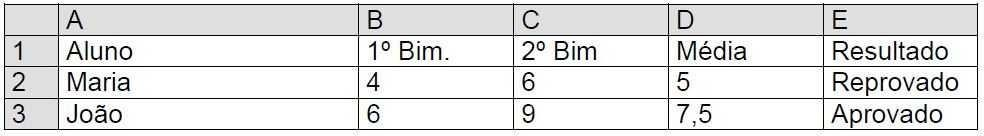 A B C D E
1 Aluno 1º Bim. 2º Bim Média Resultado
2 Maria 4 6 5 Reprovado
3 João 6 9 7,5 Aprovado